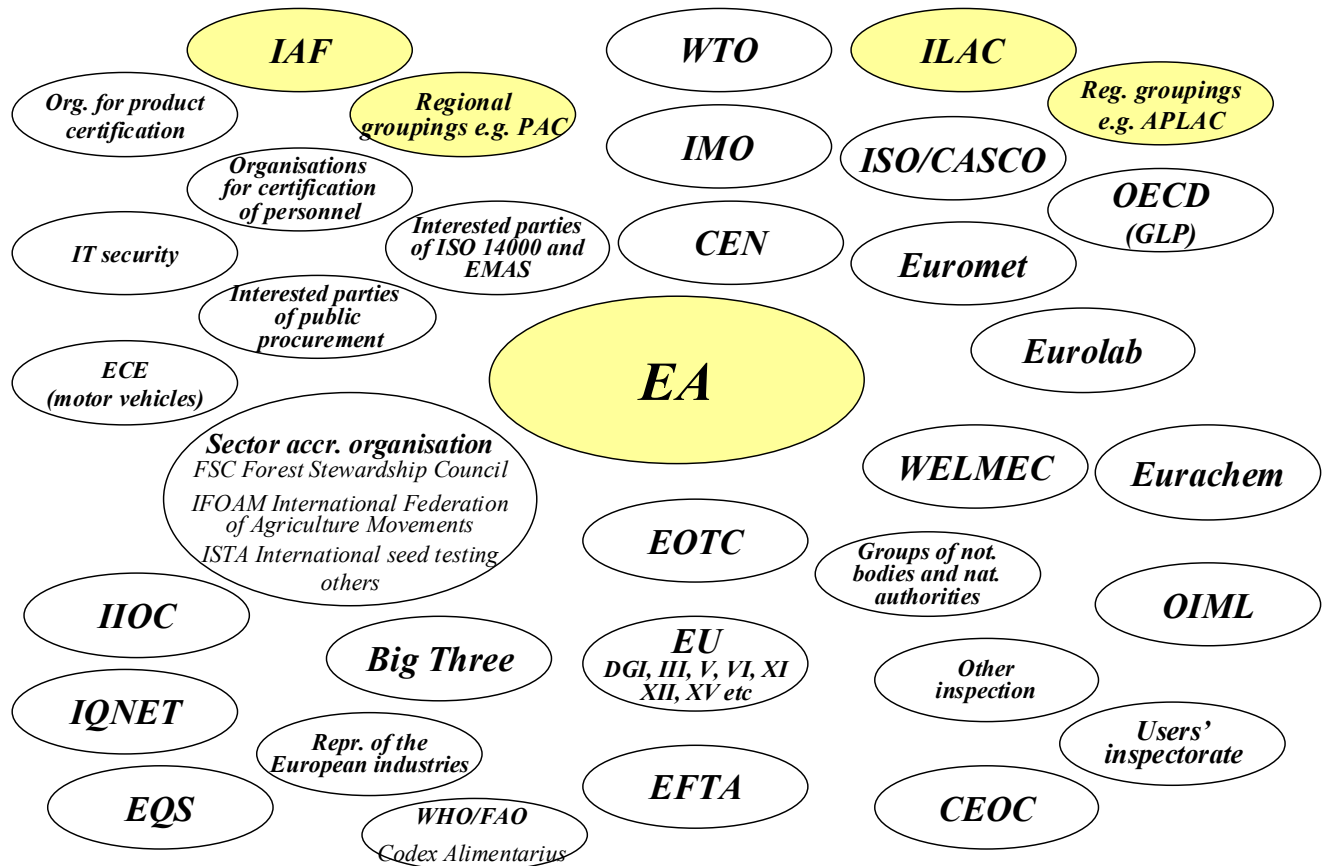 IAF
WTO
ILAC
Org. for product
certification
Regional
groupings e.g. PAC
Reg. groupings
e.g. APLAC
IMO
ISO/CASCO
Organisations
for certification
of personnel
OECD
(GLP)
IT security
Interested parties
of ISO 14000 and
EMAS
CEN
Euromet
Interested parties
of public
procurement
Eurolab
ECE
(motor vehicles)
EA
Sector accr. organisation
FSC Forest Stewardship Council
IFOAM International Federation
of Agriculture Movements
ISTA International seed testing
others
WELMEC
Eurachem
EOTC
Groups of not.
bodies and nat.
authorities
OIML
IIOC
Big Three
EU
DGI, III, V, VI, XI
XII, XV etc
Other
inspection
IQNET
Repr. of the
European industries
Users’
inspectorate
EQS
WHO/FAO
Codex Alimentarius
EFTA
CEOC